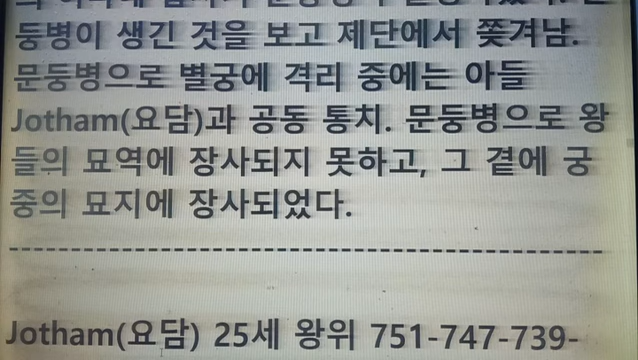 둥병이 생긴 것을 보고 제단에서 쫓겨남.
문둥병으로 별궁에 격리 중에는 아들
Jotham(요담)과 공동 통치. 문둥병으로 왕
들의 묘역에 장사되지 못하고, 그 곁에 궁
중의 묘지에 장사되었다.
Jotham(요담) 25세 왕위 751-747-739-